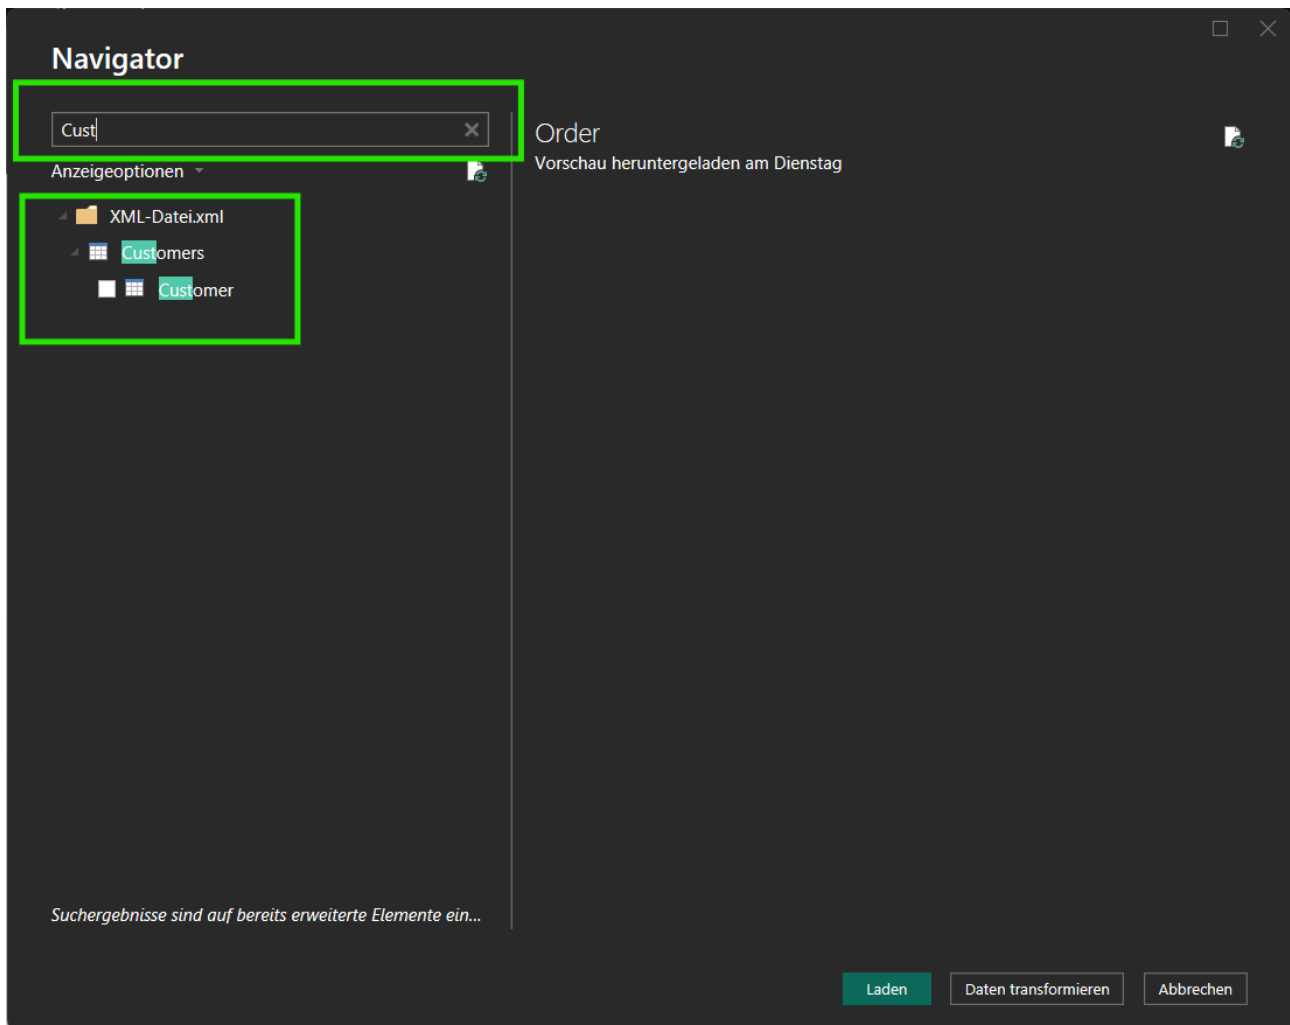 Navigator
Cust
Anzeigeoptionen
XML-Datei.xml
Customers
Customer
Suchergebnisse sind auf bereits erweiterte Elemente ein...
Order
Vorschau heruntergeladen am Dienstag
Laden
Daten transformieren
Abbrechen